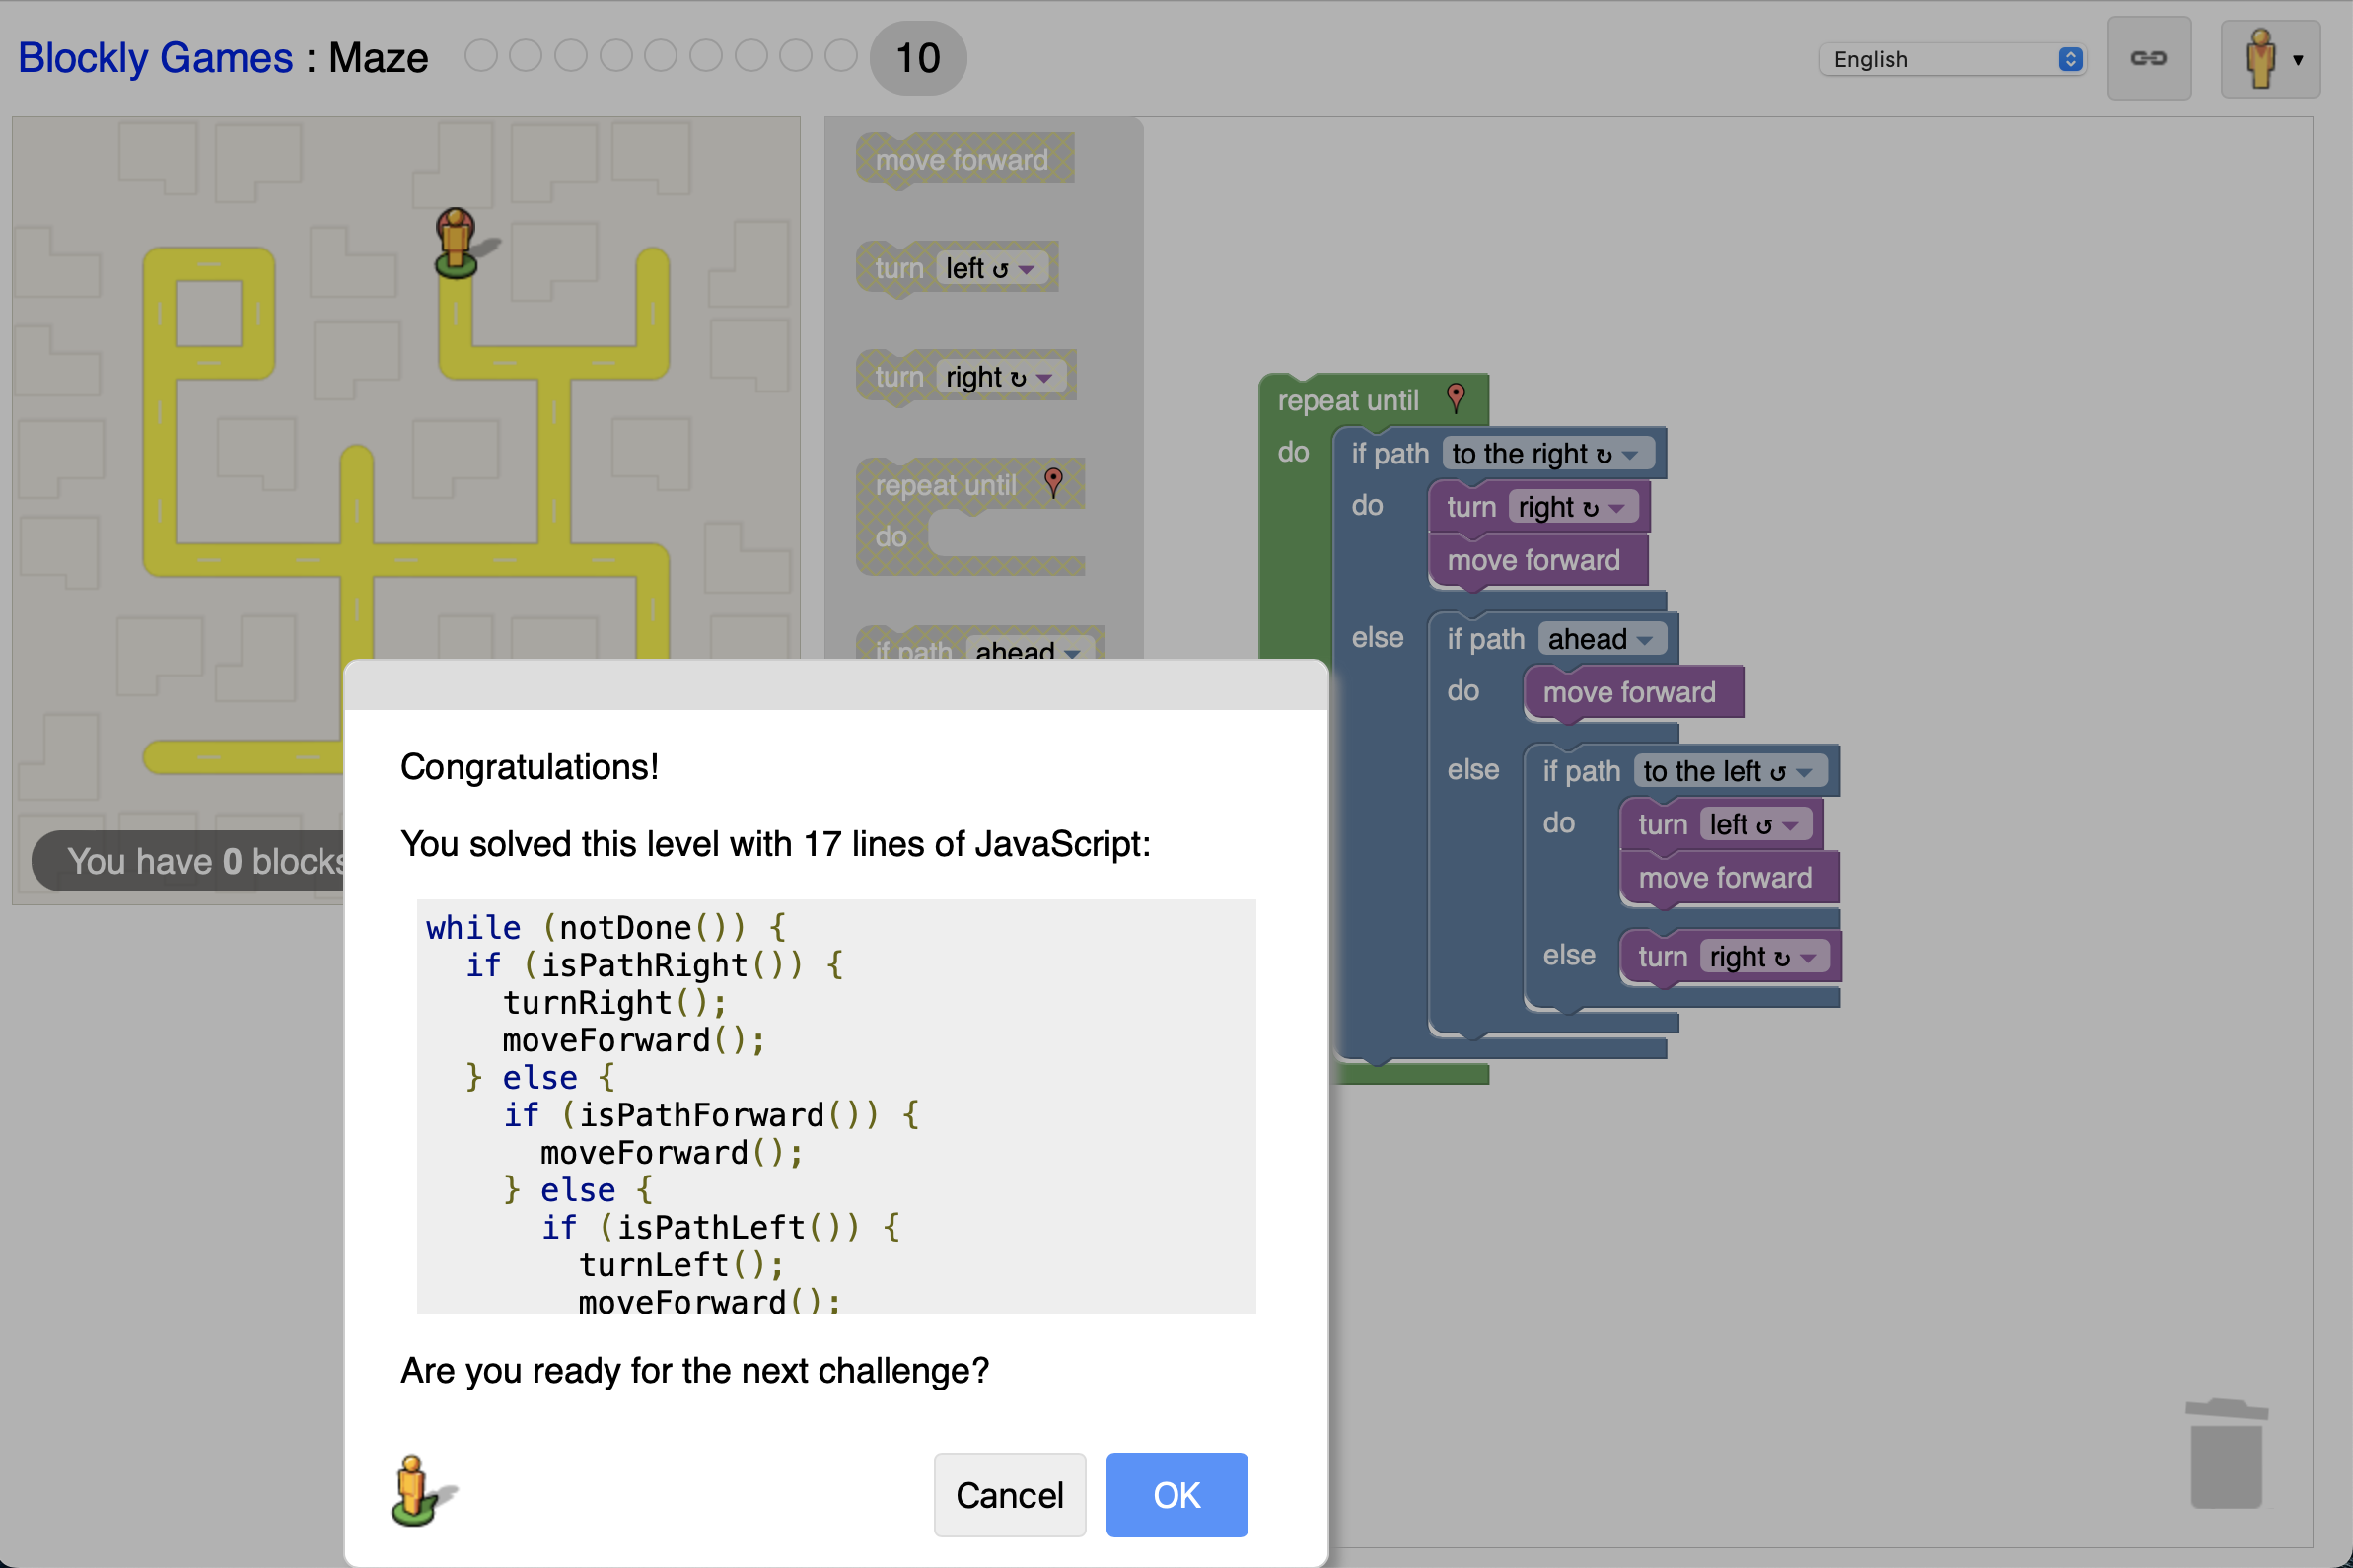 Blockly Games : Maze 10
English
move forward
turn left ↺
turn right ↻
repeat until
do
if path ahead
You have 0 blocks
repeat until
do if path to the right ↻
do turn right ↻
move forward
else if path ahead
do move forward
else if path to the left ↺
do turn left ↺
move forward
else turn right ↻
Congratulations!
You solved this level with 17 lines of JavaScript:
while (notDone()) {
  if (isPathRight()) {
    turnRight();
    moveForward();
  } else {
    if (isPathForward()) {
      moveForward();
    } else {
      if (isPathLeft()) {
        turnLeft();
        moveForward();
Are you ready for the next challenge?
Cancel OK